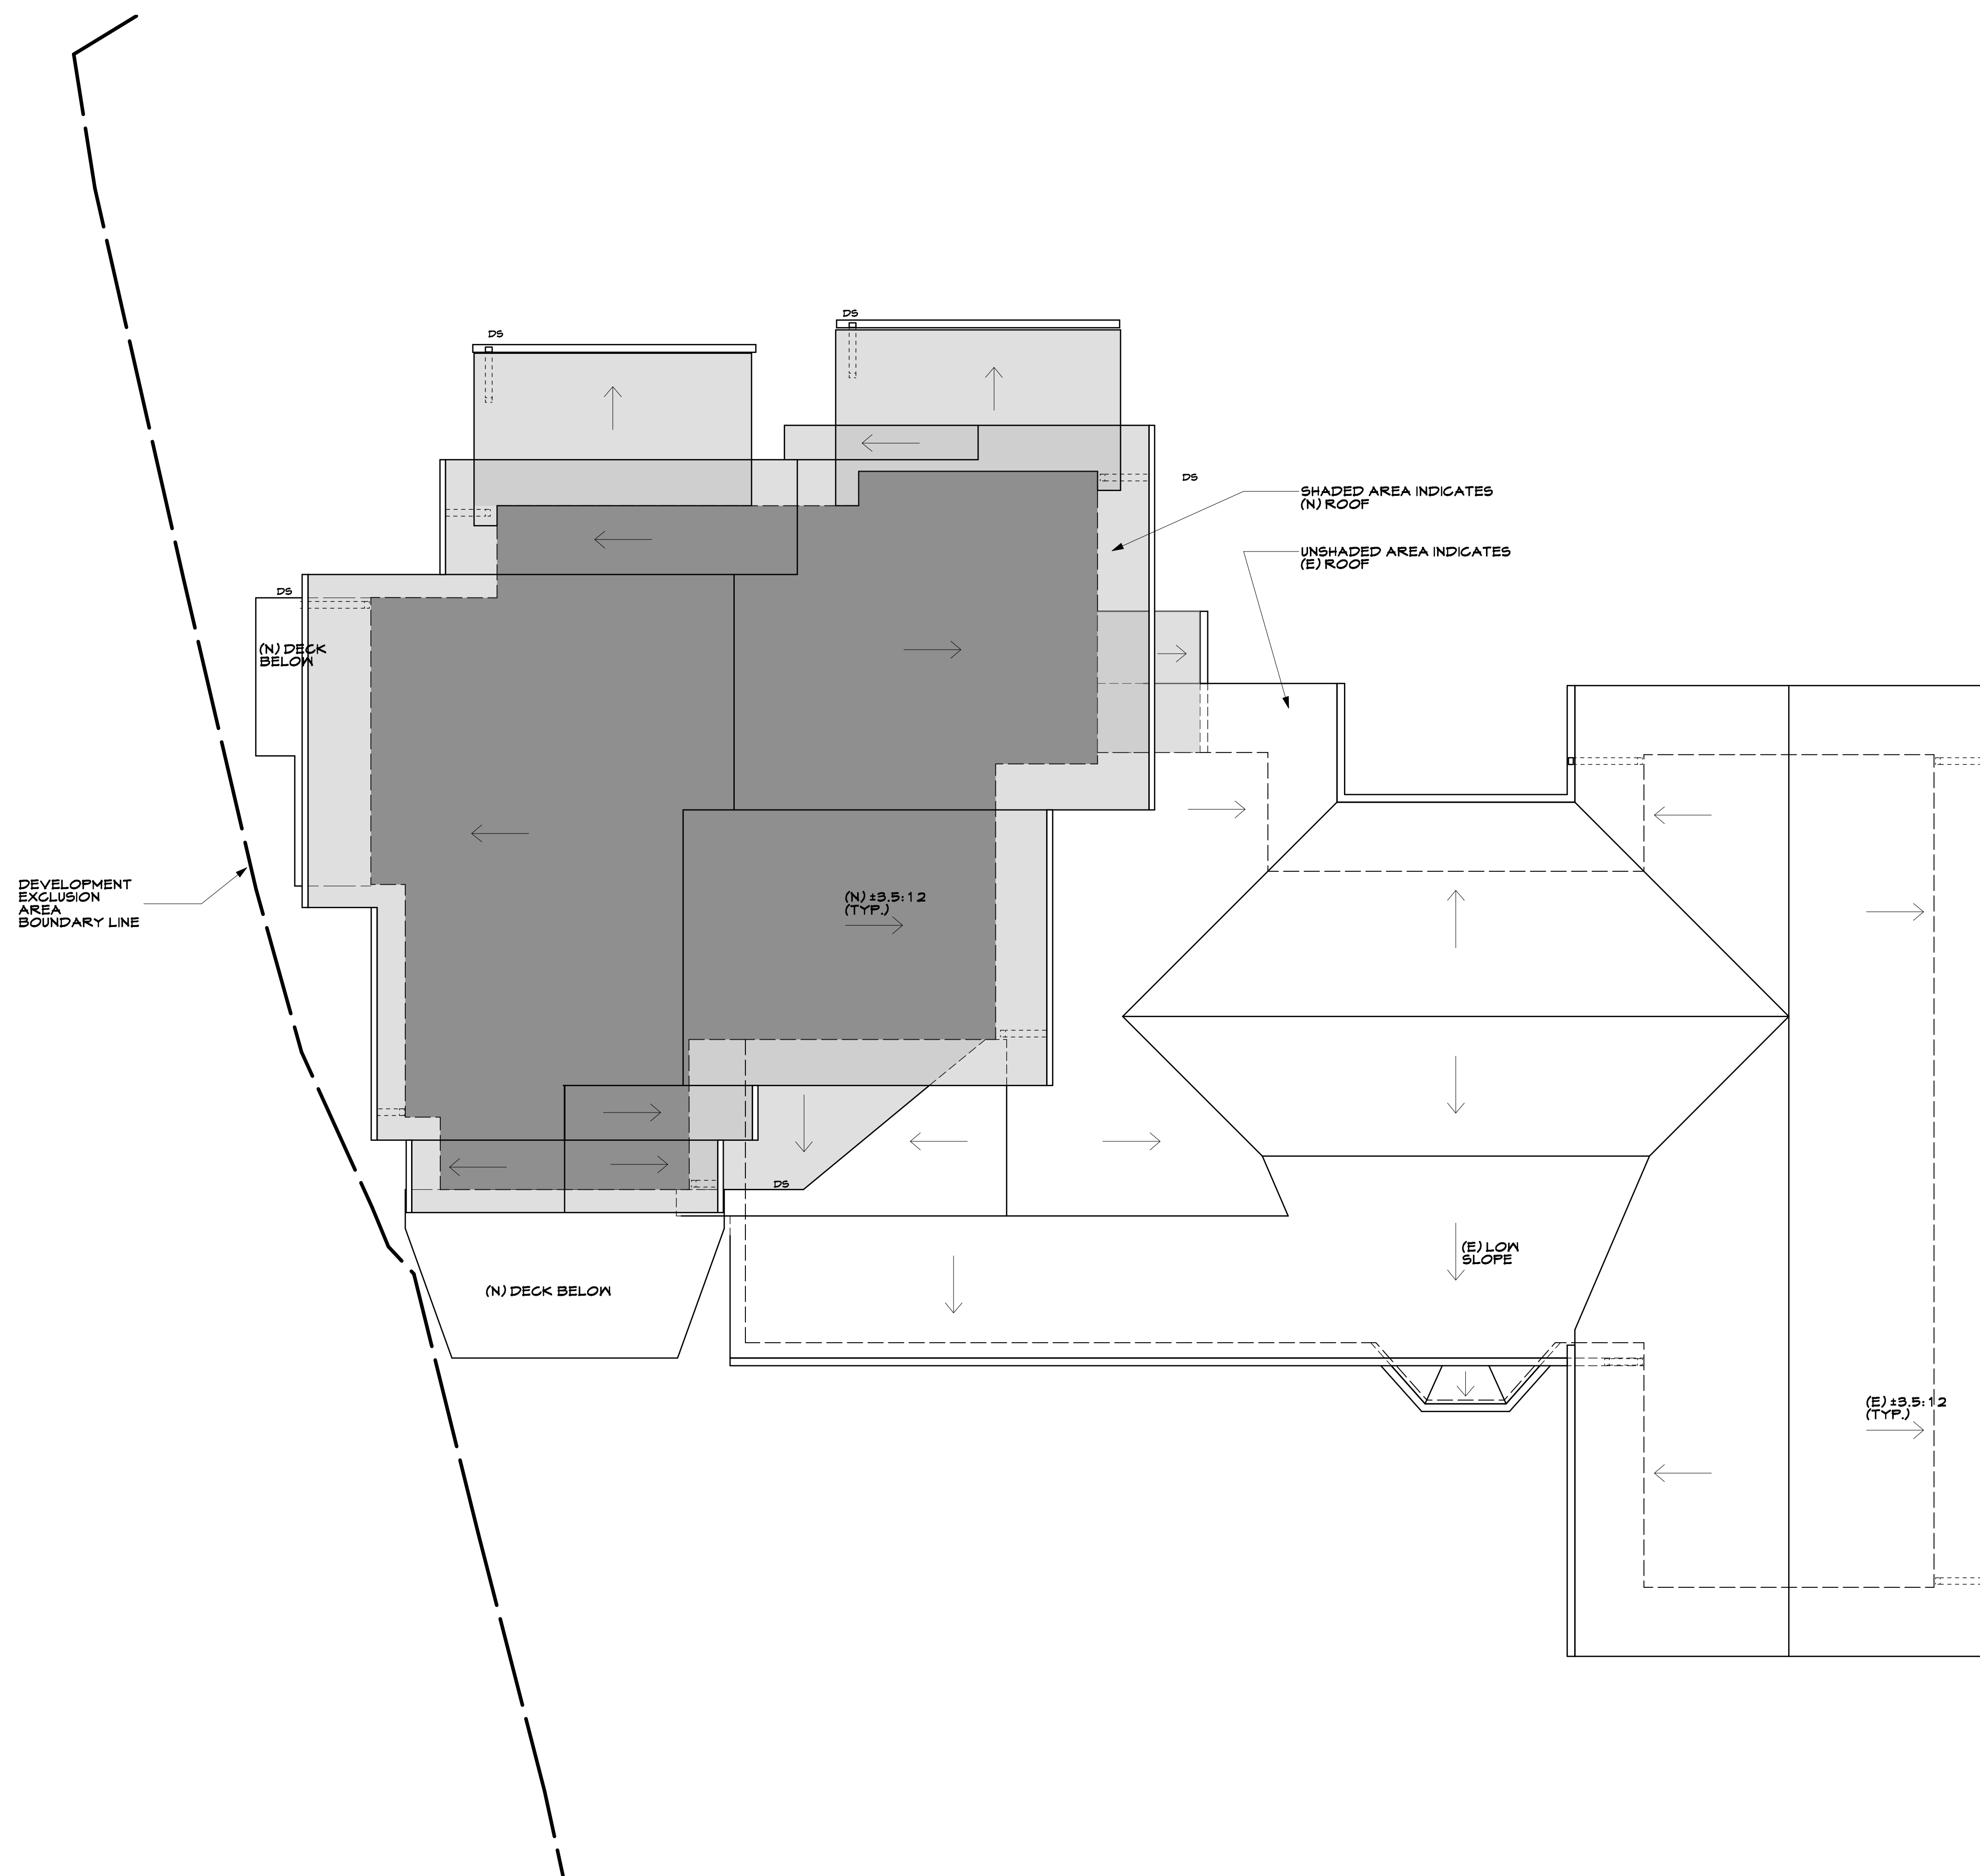 DS
DS
DS
SHADED AREA INDICATES
(N) ROOF
UNSHADED AREA INDICATES
(E) ROOF
DS
(N) DECK
BELOW
DEVELOPMENT
EXCLUSION
AREA
BOUNDARY LINE
(N) ±3.5:12
(TYP.)
DS
(E) LOW
SLOPE
(N) DECK BELOW
(E) ±3.5:12
(TYP.)